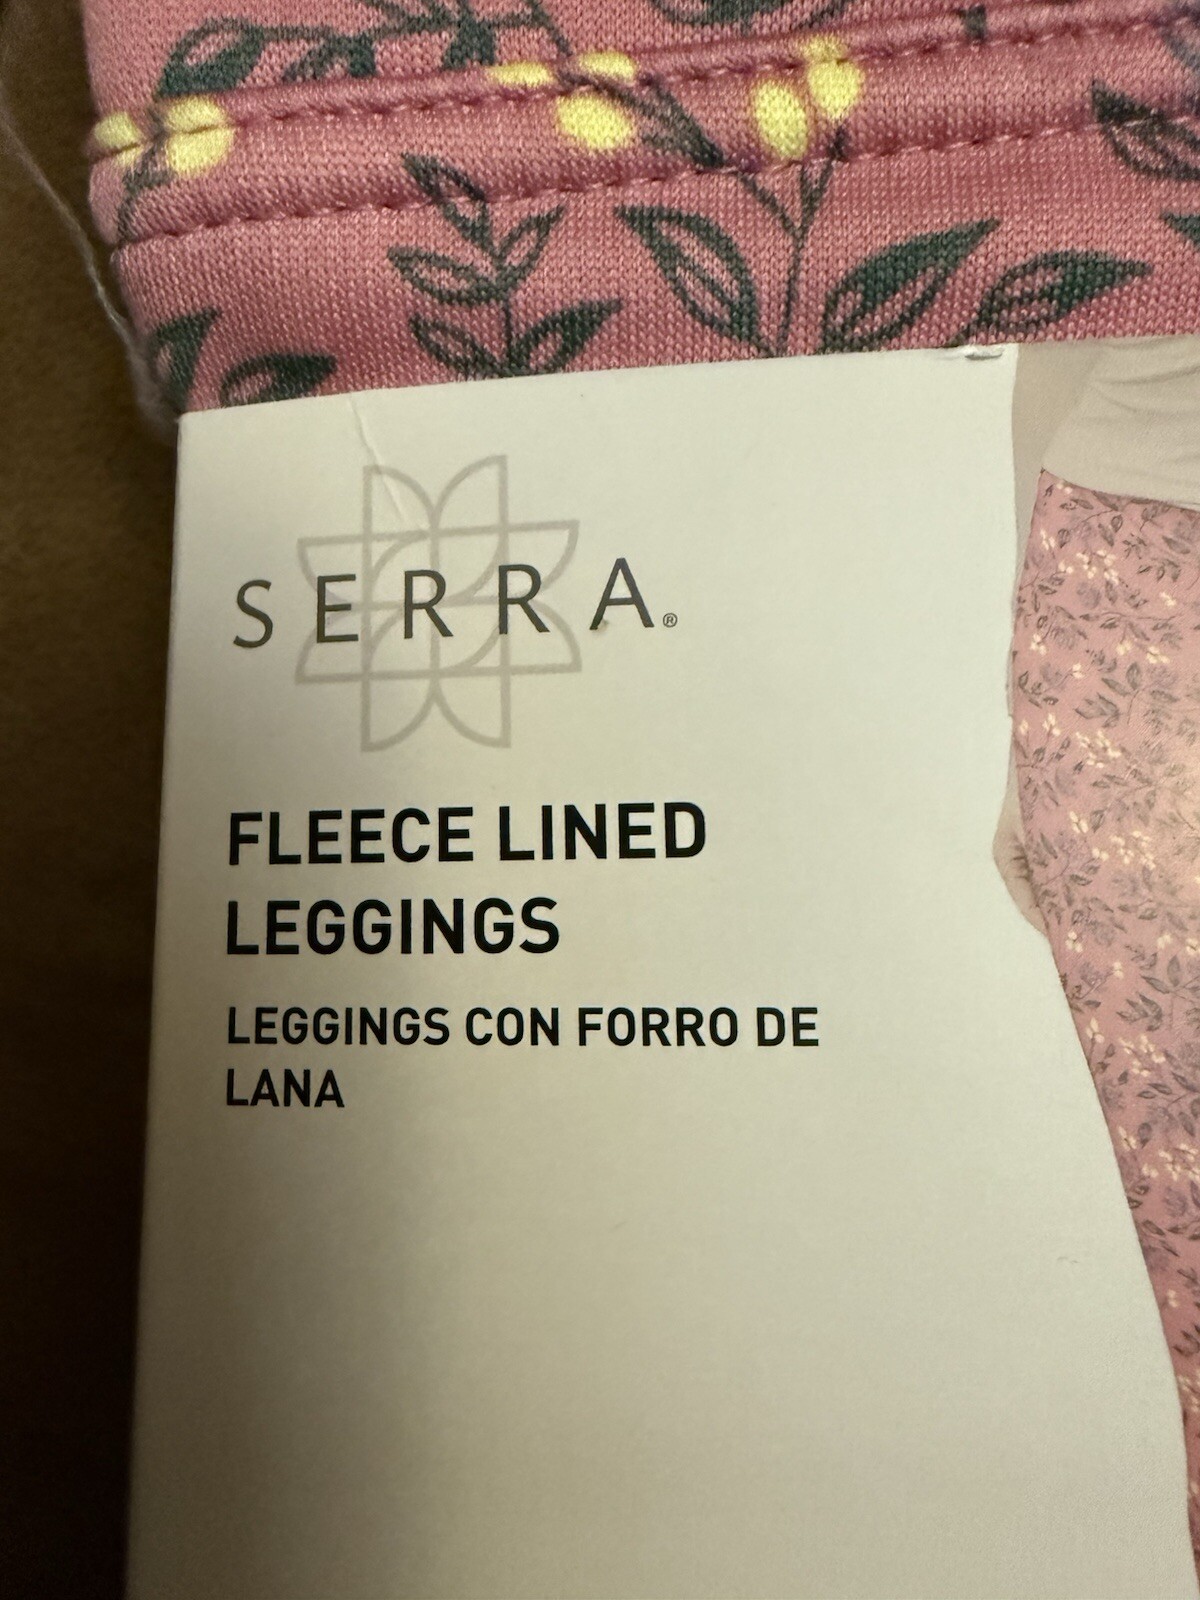 SERRA®
FLEECE LINED
LEGGINGS
LEGGINGS CON FORRO DE
LANA